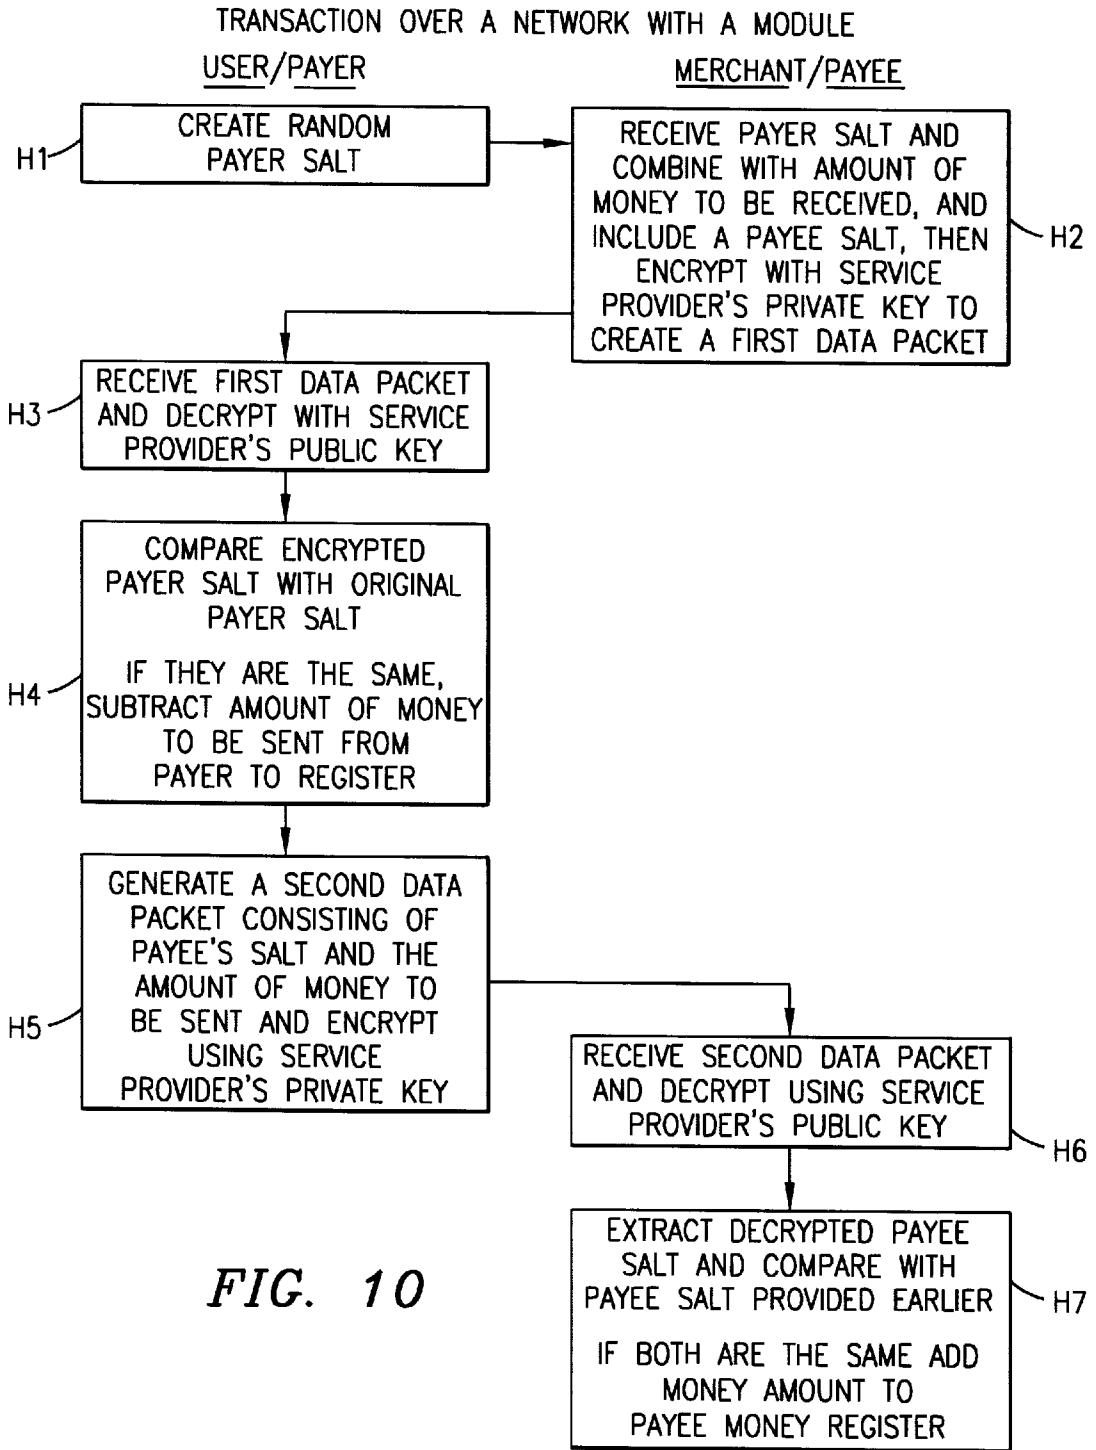 TRANSACTION OVER A NETWORK WITH A MODULE
USER/PAYER
MERCHANT/PAYEE
H1
CREATE RANDOM
PAYER SALT
RECEIVE PAYER SALT AND
COMBINE WITH AMOUNT OF
MONEY TO BE RECEIVED, AND
INCLUDE A PAYEE SALT, THEN
ENCRYPT WITH SERVICE
PROVIDER'S PRIVATE KEY TO
CREATE A FIRST DATA PACKET
H2
H3
RECEIVE FIRST DATA PACKET
AND DECRYPT WITH SERVICE
PROVIDER'S PUBLIC KEY
H4
COMPARE ENCRYPTED
PAYER SALT WITH ORIGINAL
PAYER SALT
IF THEY ARE THE SAME,
SUBTRACT AMOUNT OF MONEY
TO BE SENT FROM
PAYER TO REGISTER
H5
GENERATE A SECOND DATA
PACKET CONSISTING OF
PAYEE'S SALT AND THE
AMOUNT OF MONEY TO
BE SENT AND ENCRYPT
USING SERVICE
PROVIDER'S PRIVATE KEY
RECEIVE SECOND DATA PACKET
AND DECRYPT USING SERVICE
PROVIDER'S PUBLIC KEY
H6
EXTRACT DECRYPTED PAYEE
SALT AND COMPARE WITH
PAYEE SALT PROVIDED EARLIER
IF BOTH ARE THE SAME ADD
MONEY AMOUNT TO
PAYEE MONEY REGISTER
H7
FIG. 10